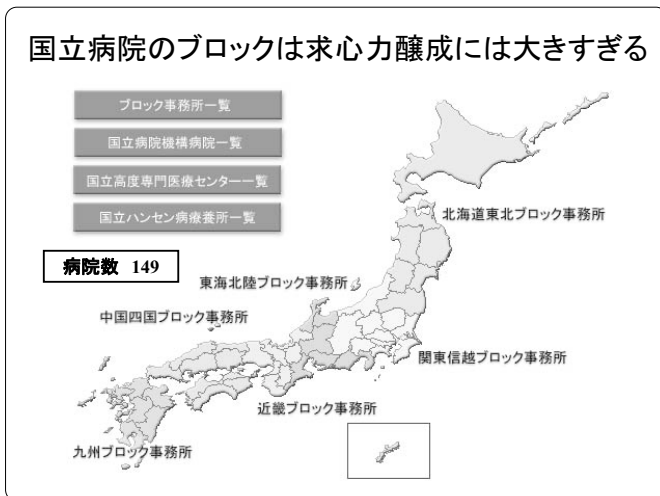 国立病院のブロックは求心力醸成には大きすぎる
ブロック事務所一覧
国立病院機構病院一覧
国立高度専門医療センター一覧
国立ハンセン病療養所一覧
病院数 149
北海道東北ブロック事務所
東海北陸ブロック事務所
中国四国ブロック事務所
関東信越ブロック事務所
近畿ブロック事務所
九州ブロック事務所